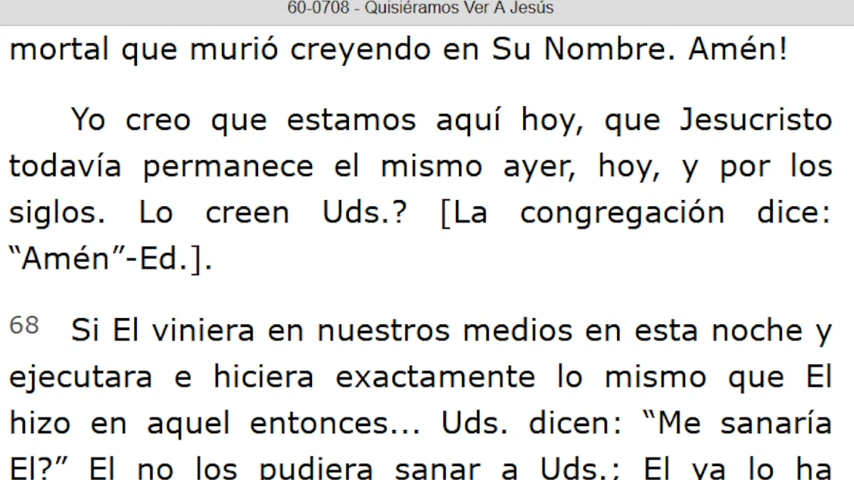 60-0708 - Quisiéramos Ver A Jesús
mortal que murió creyendo en Su Nombre. Amén!
Yo creo que estamos aquí hoy, que Jesucristo
todavía permanece el mismo ayer, hoy, y por los
siglos. Lo creen Uds.? [La congregación dice:
“Amén”-Ed.].
68 Si El viniera en nuestros medios en esta noche y
ejecutara e hiciera exactamente lo mismo que El
hizo en aquel entonces... Uds. dicen: “Me sanaría
El?” El no los pudiera sanar a Uds.; El ya lo ha